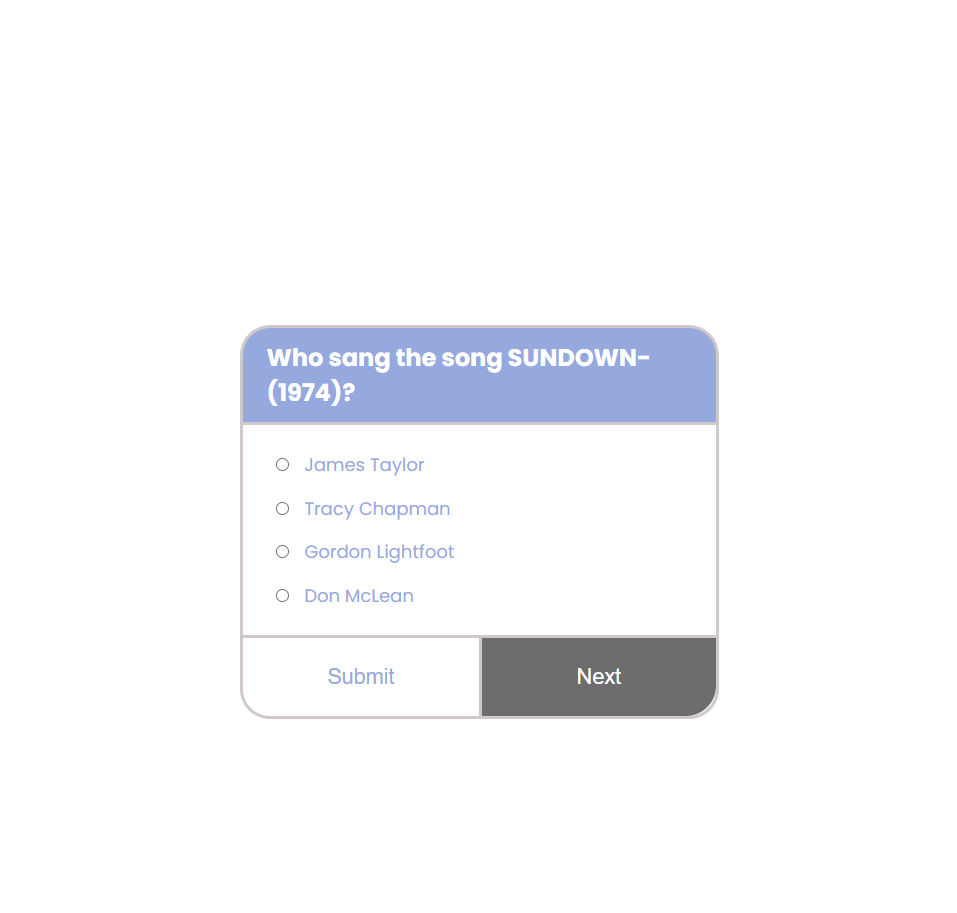 Who sang the song SUNDOWN-
(1974)?
James Taylor
Tracy Chapman
Gordon Lightfoot
Don McLean
Submit
Next